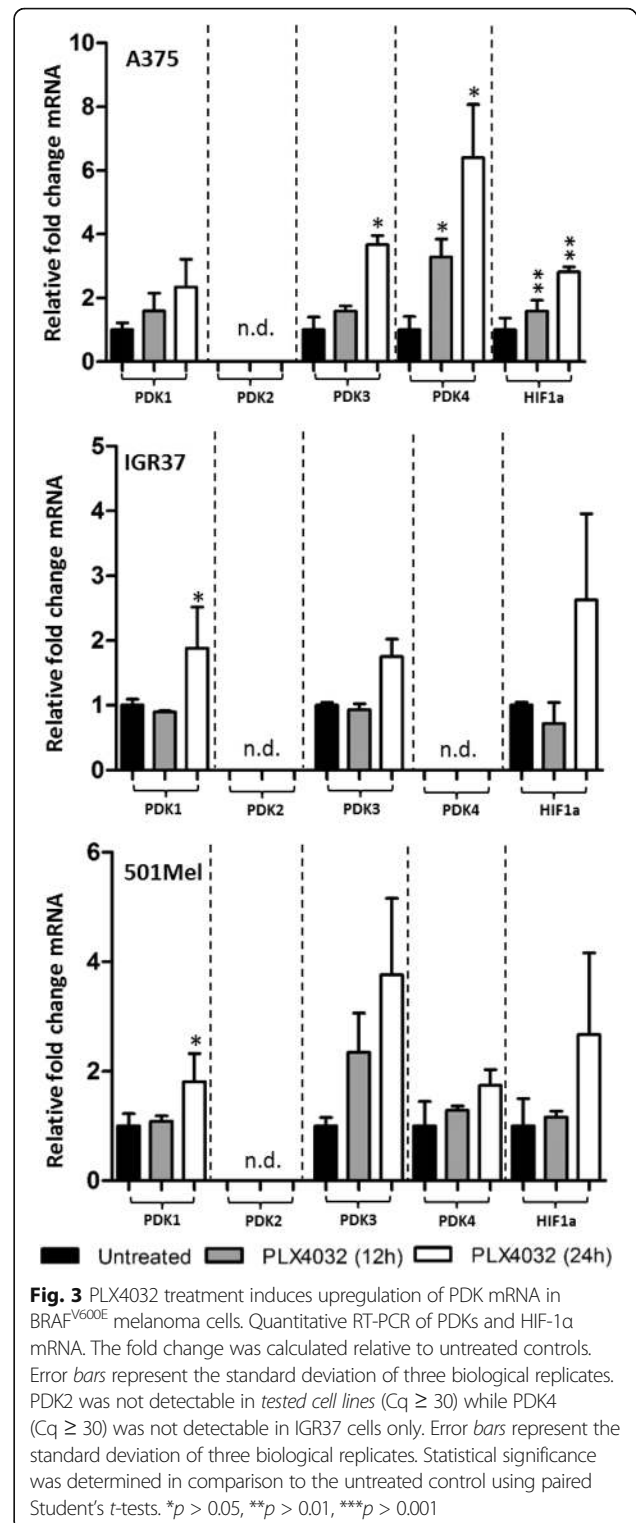 A375
Relative fold change mRNA
10
8
6
4
2
0
n.d.
*
*
*
**
**
PDK1 PDK2 PDK3 PDK4 HIF1a
IGR37
Relative fold change mRNA
5
4
3
2
1
0
*
n.d.
n.d.
PDK1 PDK2 PDK3 PDK4 HIF1a
501Mel
Relative fold change mRNA
6
4
2
0
*
n.d.
PDK1 PDK2 PDK3 PDK4 HIF1a
Untreated PLX4032 (12h) PLX4032 (24h)
Fig. 3 PLX4032 treatment induces upregulation of PDK mRNA in
BRAFV600E melanoma cells. Quantitative RT-PCR of PDKs and HIF-1α
mRNA. The fold change was calculated relative to untreated controls.
Error bars represent the standard deviation of three biological replicates.
PDK2 was not detectable in tested cell lines (Cq ≥ 30) while PDK4
(Cq ≥ 30) was not detectable in IGR37 cells only. Error bars represent the
standard deviation of three biological replicates. Statistical significance
was determined in comparison to the untreated control using paired
Student's t-tests. *p > 0.05, **p > 0.01, ***p > 0.001